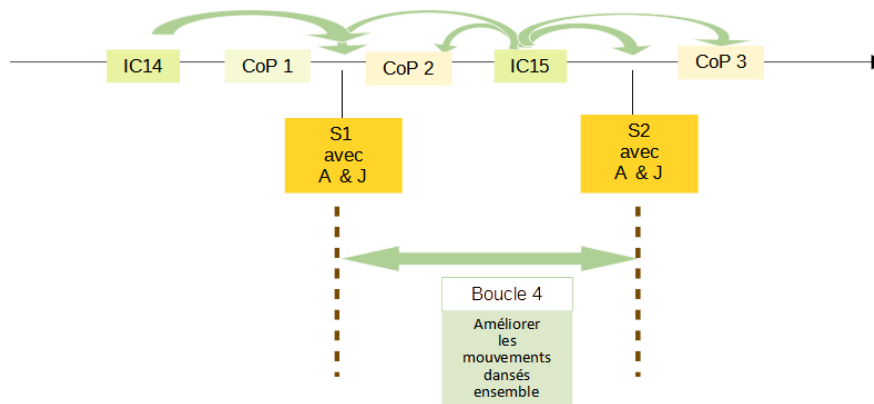 IC14
CoP 1
CoP 2
IC15
CoP 3
S1
avec
A & J
S2
avec
A & J
Boucle 4
Améliorer
les
mouvements
dansés
ensemble